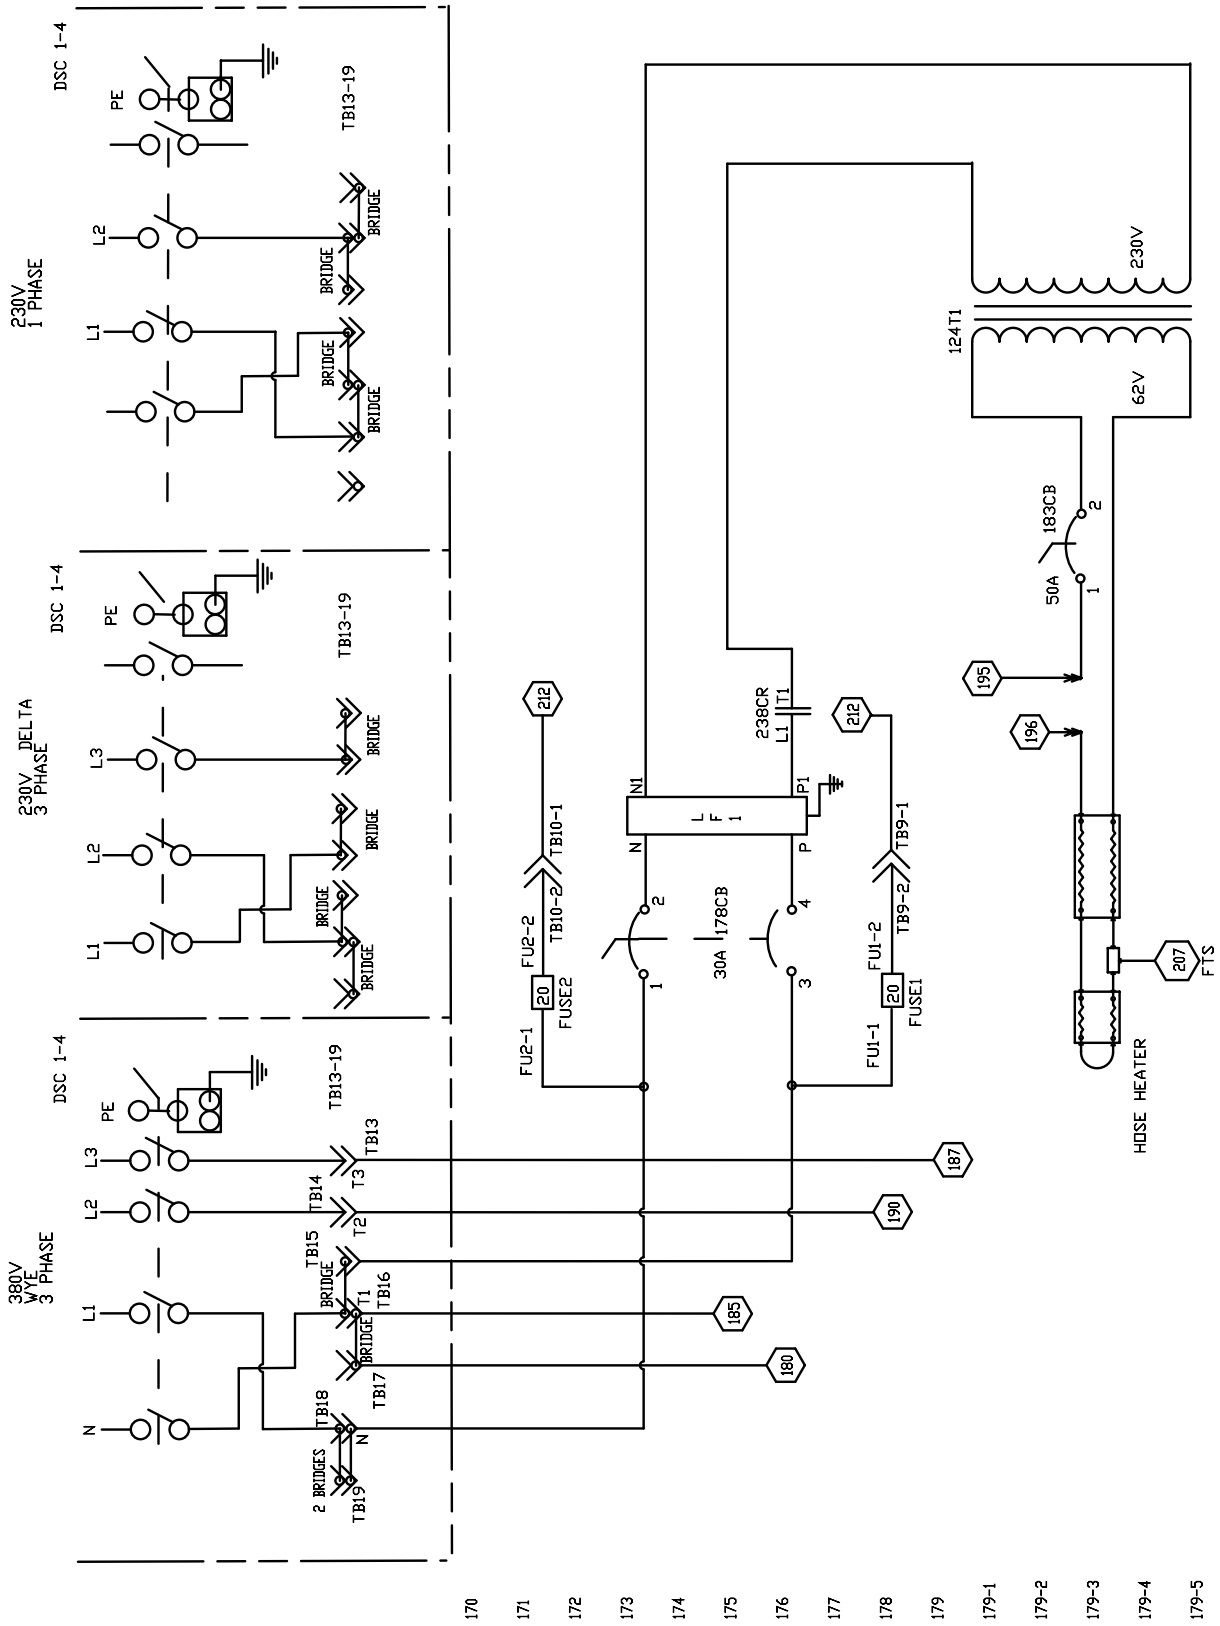 380V
WYE
3 PHASE
N
L1
L2
L3
PE
DSC 1-4
2 BRIDGES
TB19
TB18
N
TB17
BRIDGE
BRIDGE
T1
TB16
TB15
T2
TB14
T3
TB13
TB13-19
230V DELTA
3 PHASE
L1
L2
L3
PE
DSC 1-4
BRIDGE
BRIDGE
BRIDGE
BRIDGE
TB13-19
230V
1 PHASE
L1
L2
PE
DSC 1-4
BRIDGE
BRIDGE
BRIDGE
BRIDGE
TB13-19
180
185
190
187
FU2-1
20
FUSE2
FU2-2
TB10-2
TB10-1
212
1
2
30A 178CB
3
4
N
P
L
F
1
N1
P1
238CR
L1 T1
FU1-1
20
FUSE1
FU1-2
TB9-2
TB9-1
212
124T1
230V
62V
183CB
50A
1
2
195
196
207
FTS
HOSE HEATER
170
171
172
173
174
175
176
177
178
179
179-1
179-2
179-3
179-4
179-5